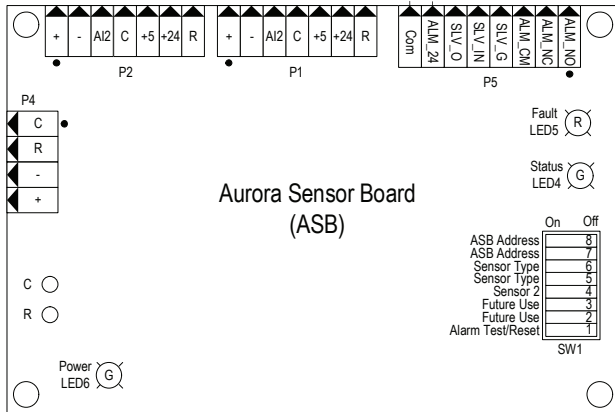 + - AI2 C +5 +24 R
P2
+ - AI2 C +5 +24 R
P1
Com ALM_24 SLV_O SLV_IN SLV_G ALM_CM ALM_NC ALM_NO
P5
P4
C
R
-
+
Fault
LED5
R
Status
LED4
G
Aurora Sensor Board
(ASB)
On Off
ASB Address 8
ASB Address 7
Sensor Type 6
Sensor Type 5
Sensor 2 4
Future Use 3
Future Use 2
Alarm Test/Reset 1
SW1
C
R
Power
LED6
G